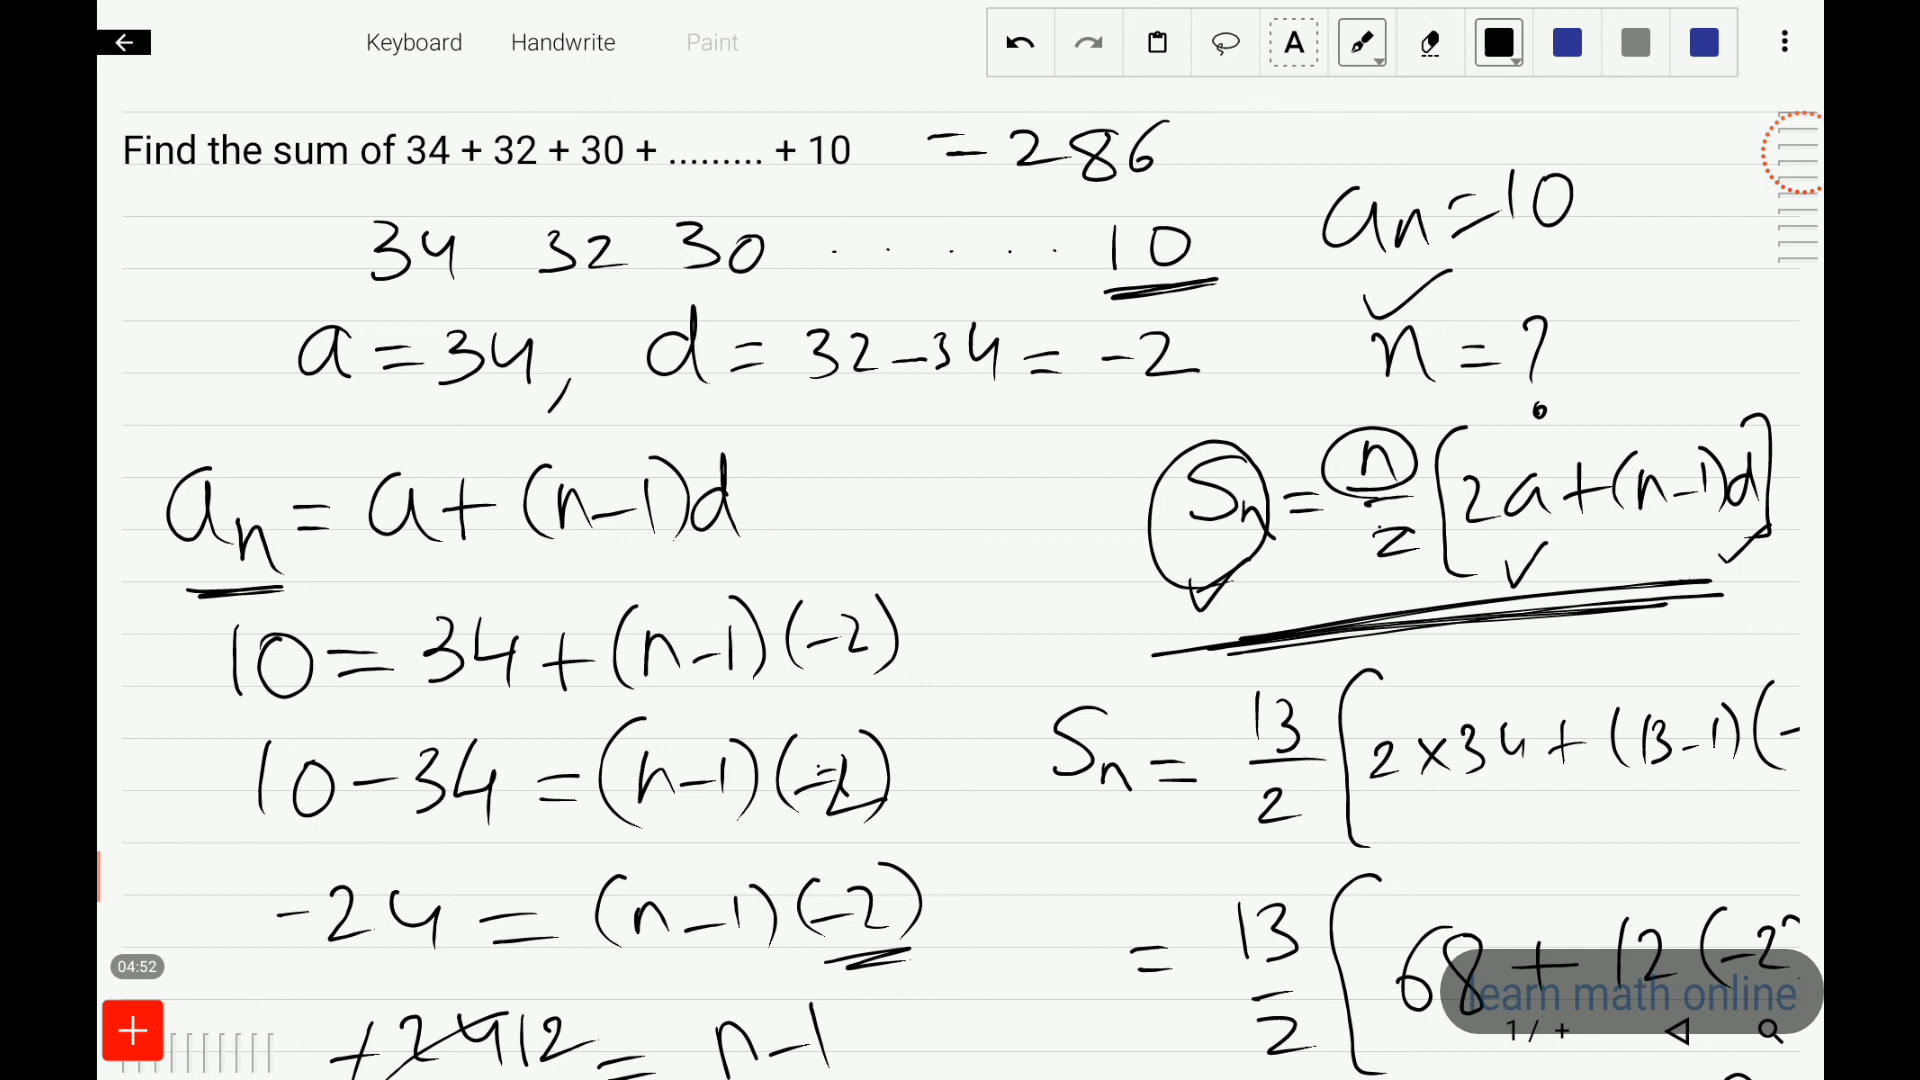 Keyboard Handwrite Paint A
Find the sum of 34 + 32 + 30 + ......... + 10 = 286
34 32 30 ..... 10
aₙ = 10
a = 34, d = 32 - 34 = -2
n = ?
aₙ = a + (n-1)d
Sₙ = n/2 [2a + (n-1)d]
10 = 34 + (n-1)(-2)
10 - 34 = (n-1)(-2)
Sₙ = 13/2 [2×34 + (13-1)(-
-24 = (n-1)(-2)
= 13/2 [68 + 12(-2
04:52
learn math online
+2412 = n-1
1 / +